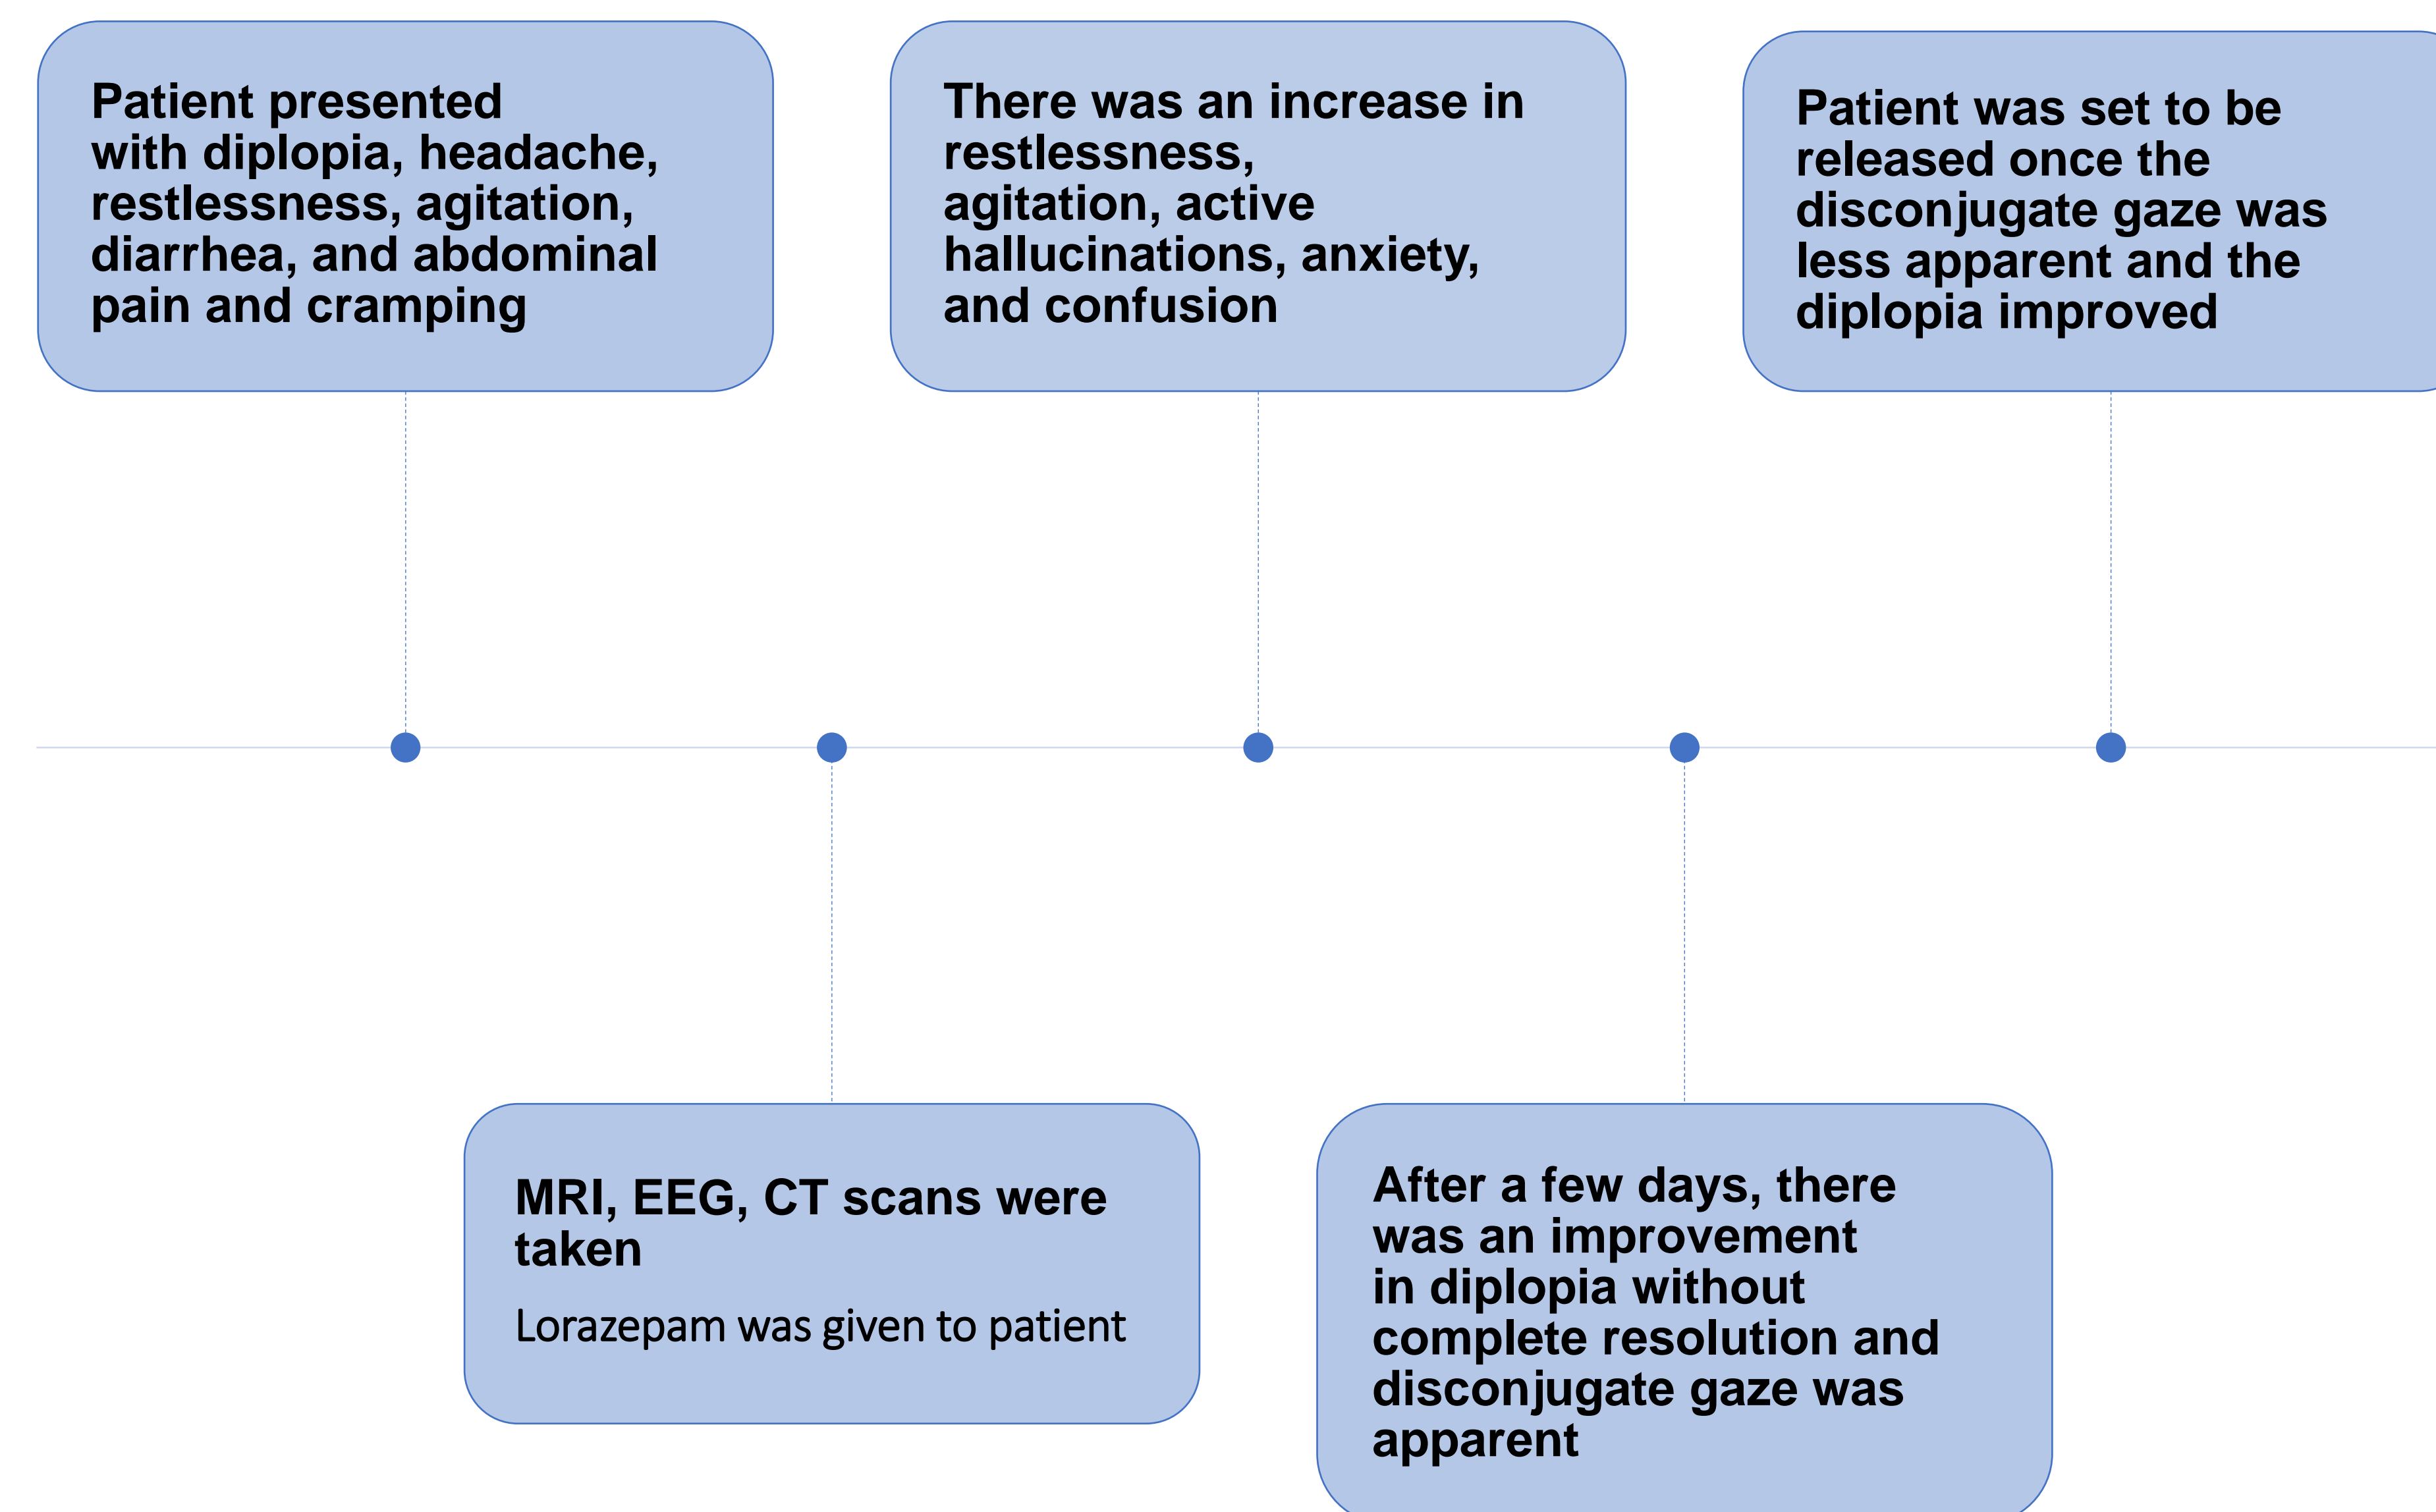 Patient presented
with diplopia, headache,
restlessness, agitation,
diarrhea, and abdominal
pain and cramping
MRI, EEG, CT scans were
taken
Lorazepam was given to patient
There was an increase in
restlessness,
agitation, active
hallucinations, anxiety,
and confusion
After a few days, there
was an improvement
in diplopia without
complete resolution and
disconjugate gaze was
apparent
Patient was set to be
released once the
disconjugate gaze was
less apparent and the
diplopia improved